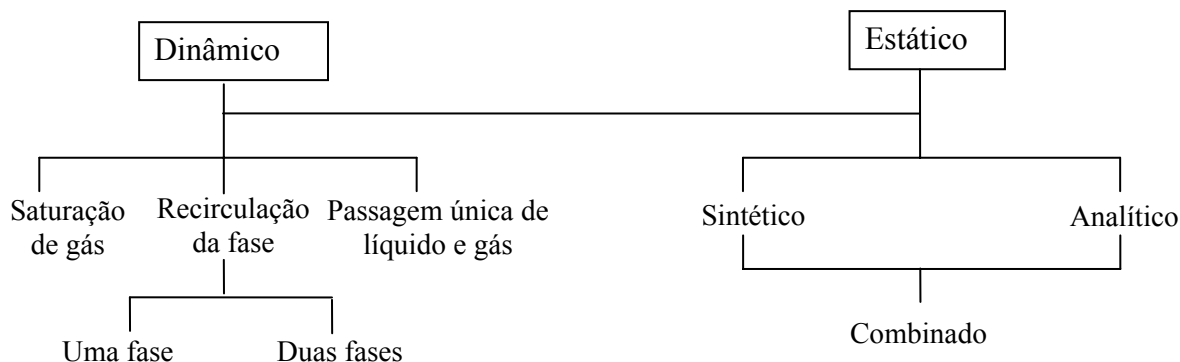 Dinâmico
Estático
Saturação
de gás
Recirculação
da fase
Passagem única de
líquido e gás
Sintético
Analítico
Uma fase
Duas fases
Combinado